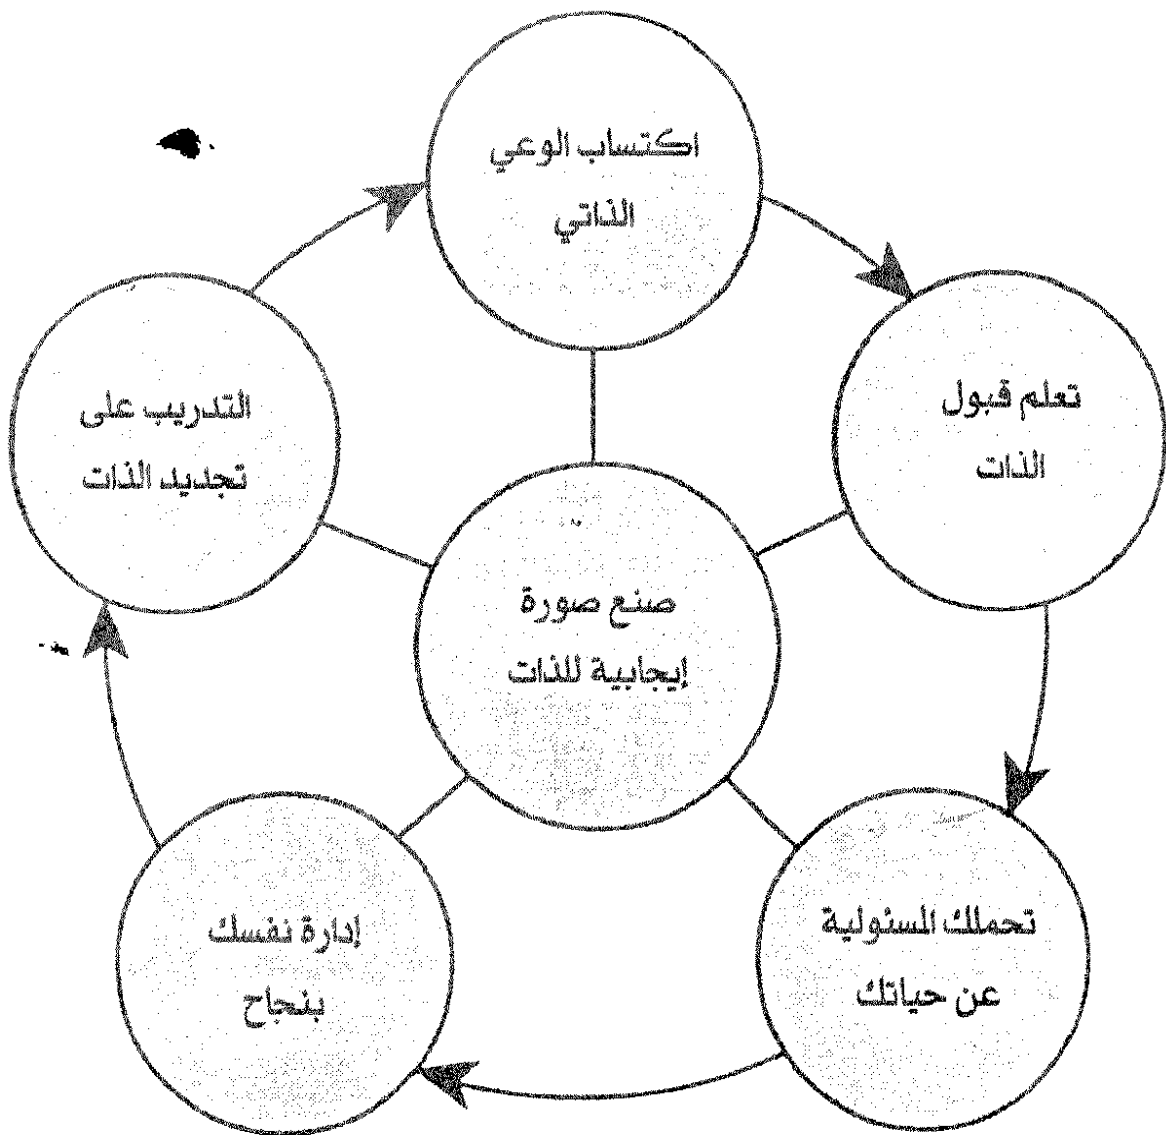 اكتساب الوعي
الذاتي
تعلم قبول
الذات
تحملك المسئولية
عن حياتك
إدارة نفسك
بنجاح
التدريب على
تجديد الذات
صنع صورة
إيجابية للذات